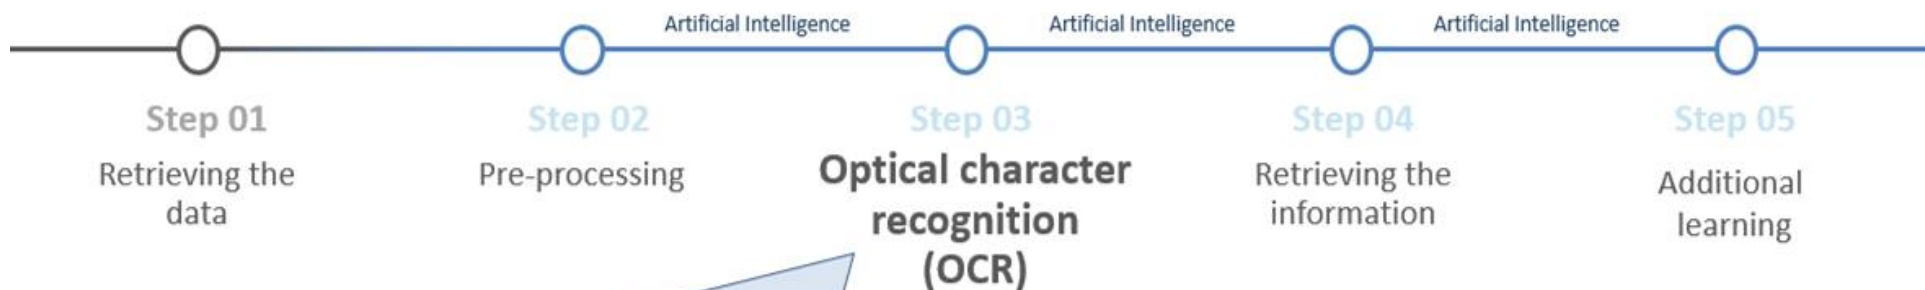 Artificial Intelligence
Artificial Intelligence
Artificial Intelligence
Step 01
Retrieving the
data
Step 02
Pre-processing
Step 03
Optical character
recognition
(OCR)
Step 04
Retrieving the
information
Step 05
Additional
learning